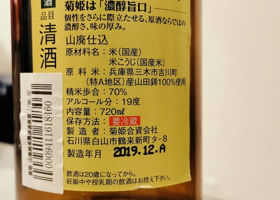 菊姫は「濃醇旨口」
個性をさらに際立たせる、原酒ならではの
濃さ、味の厚み。
山廃仕込
原材料名：米(国産)
米こうじ(国産米)
原料米：兵庫県三木市吉川町
(特A地区)産山田錦100%使用
精米歩合：70%
アルコール分：19度
内容量：720ml
保存方法：要冷蔵
製造者：菊姫合資会社
石川県白山市鶴来新町タ-8
製造年月 2019.12.A
飲酒は20歳になってから。
妊娠中や授乳期の飲酒はお控え下さい。
品目
清酒